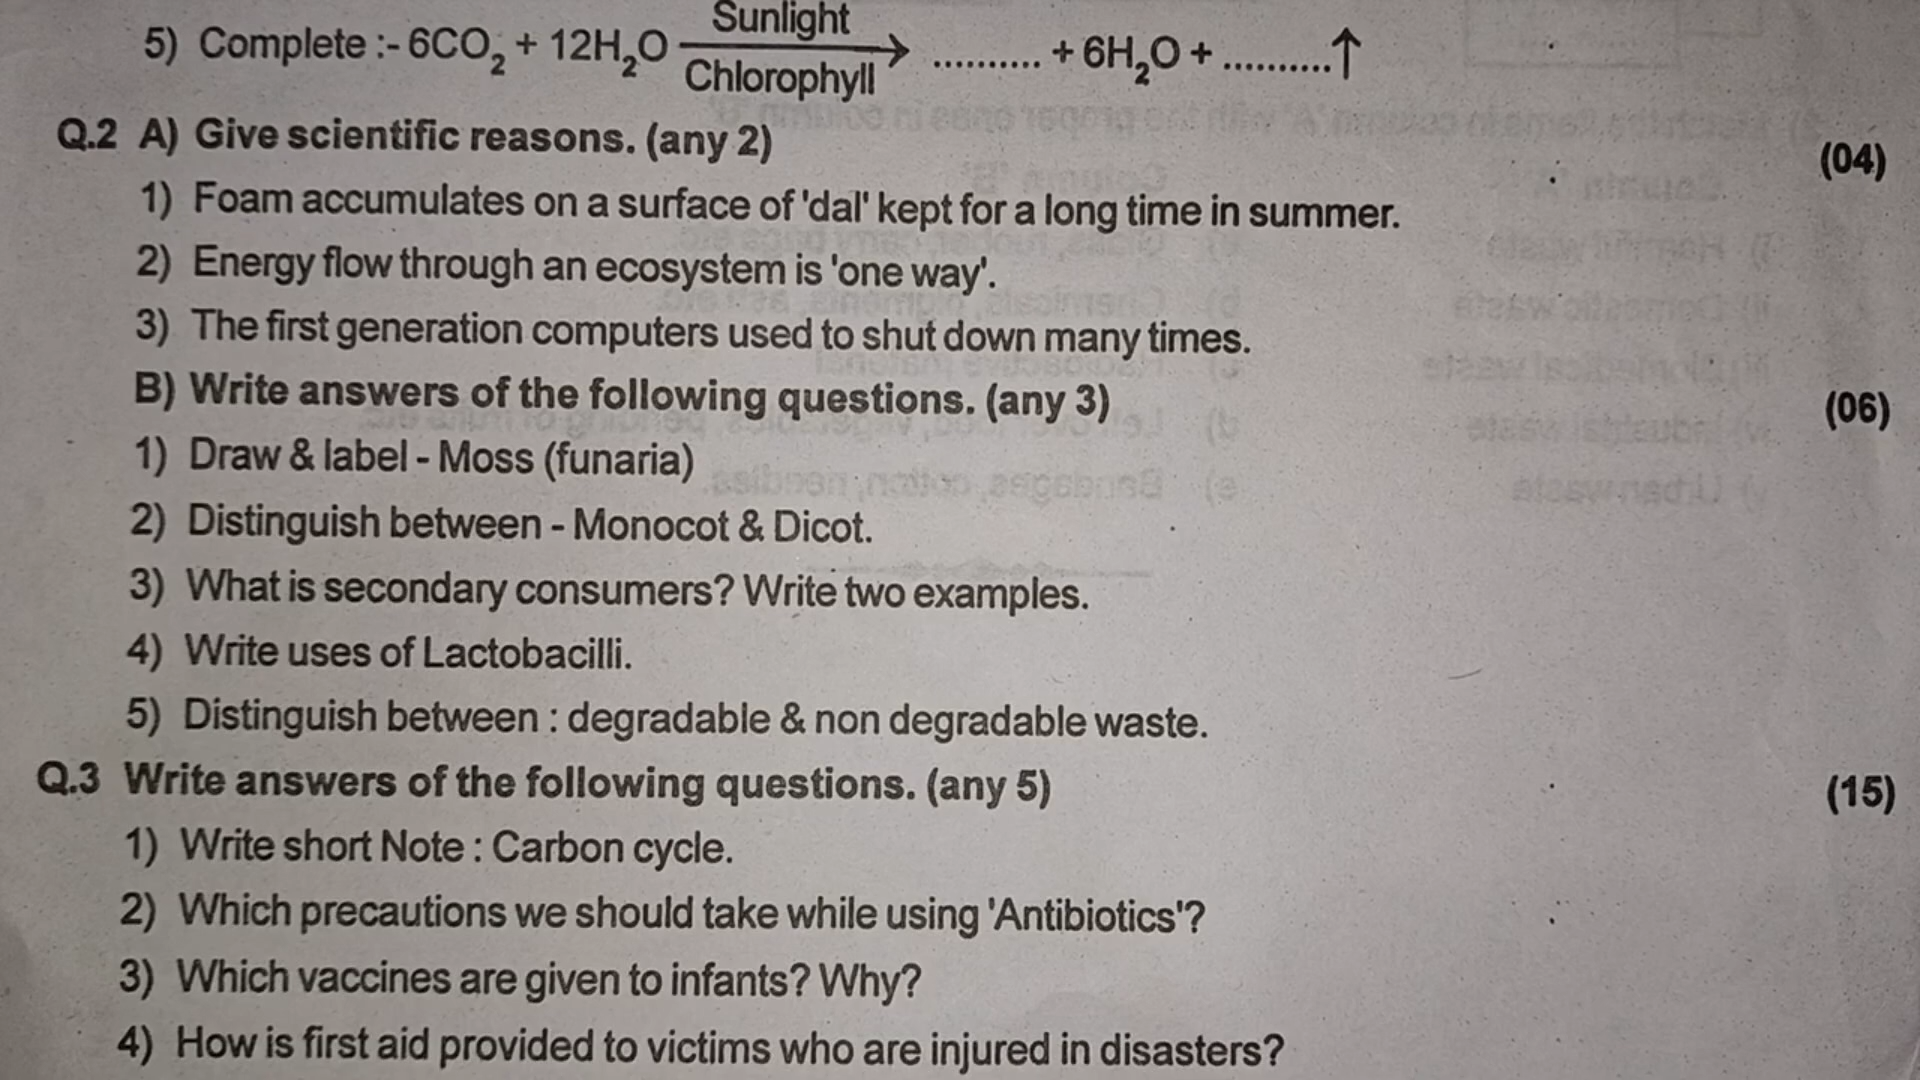 5) Complete :- 6CO₂ + 12H₂O Sunlight Chlorophyll → .......... + 6H₂O + ..........↑
Q.2 A) Give scientific reasons. (any 2) (04)
1) Foam accumulates on a surface of 'dal' kept for a long time in summer.
2) Energy flow through an ecosystem is 'one way'.
3) The first generation computers used to shut down many times.
B) Write answers of the following questions. (any 3) (06)
1) Draw & label - Moss (funaria)
2) Distinguish between - Monocot & Dicot.
3) What is secondary consumers? Write two examples.
4) Write uses of Lactobacilli.
5) Distinguish between : degradable & non degradable waste.
Q.3 Write answers of the following questions. (any 5) (15)
1) Write short Note : Carbon cycle.
2) Which precautions we should take while using 'Antibiotics'?
3) Which vaccines are given to infants? Why?
4) How is first aid provided to victims who are injured in disasters?